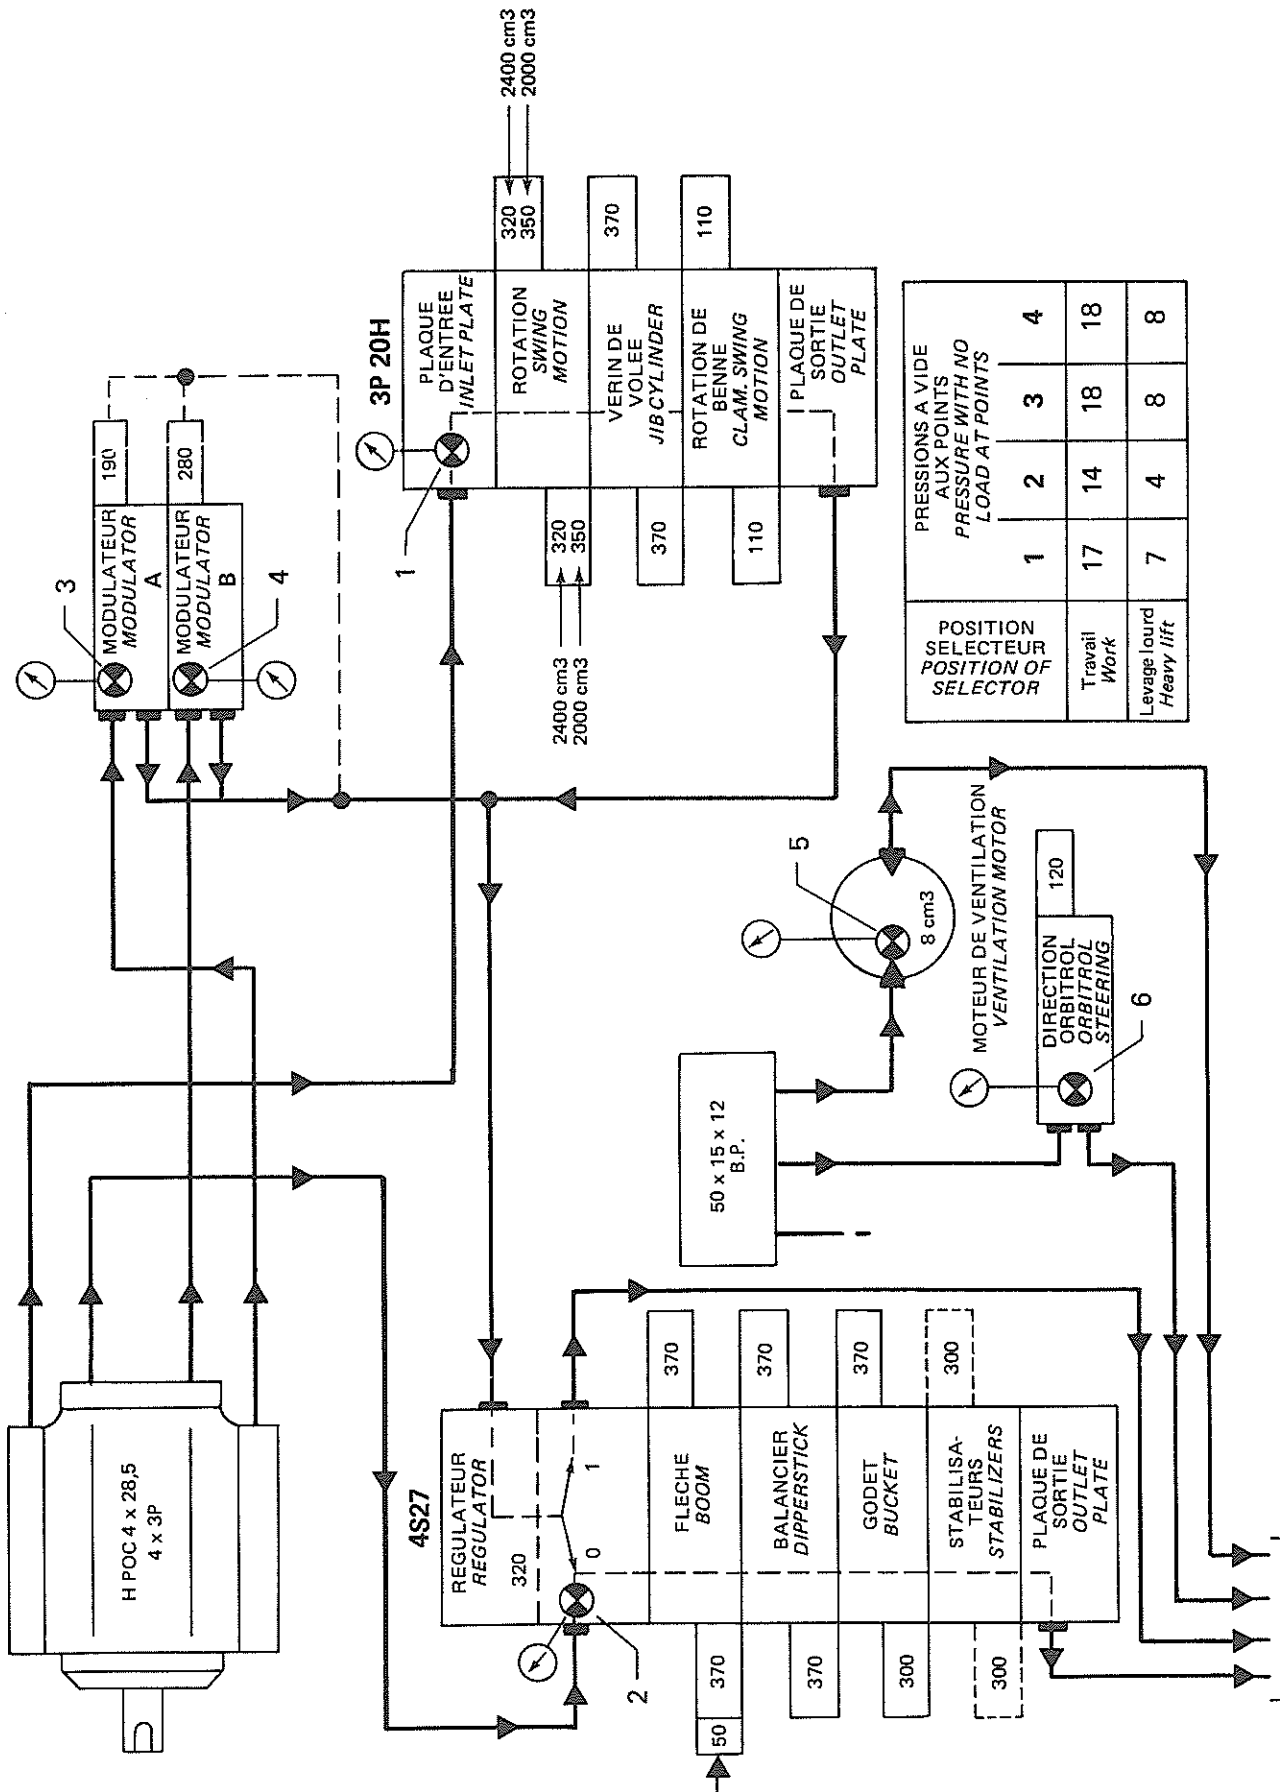 H POC 4 x 28,5
4 x 3P
3
MODULATEUR
MODULATOR
A
190
MODULATEUR
MODULATOR
B
280
4
3P 20H
1
PLAQUE
D'ENTREE
INLET PLATE
ROTATION
SWING
MOTION
320
350
2400 cm3
2000 cm3
320
350
2400 cm3
2000 cm3
VERIN DE
VOLEE
JIB CYLINDER
370
370
ROTATION DE
BENNE
CLAM. SWING
MOTION
110
110
PLAQUE DE
SORTIE
OUTLET
PLATE
4S27
REGULATEUR
REGULATOR
320
0
1
2
FLECHE
BOOM
50
370
370
BALANCIER
DIPPERSTICK
370
370
GODET
BUCKET
300
370
STABILISA-
TEURS
STABILIZERS
300
300
PLAQUE DE
SORTIE
OUTLET
PLATE
50 x 15 x 12
B.P.
5
8 cm3
MOTEUR DE VENTILATION
VENTILATION MOTOR
DIRECTION
ORBITROL
ORBITROL
STEERING
120
6
POSITION
SELECTEUR
POSITION OF
SELECTOR
PRESSIONS A VIDE
AUX POINTS
PRESSURE WITH NO
LOAD AT POINTS
1 2 3 4
Travail
Work
17 14 18 18
Levage lourd
Heavy lift
7 4 8 8